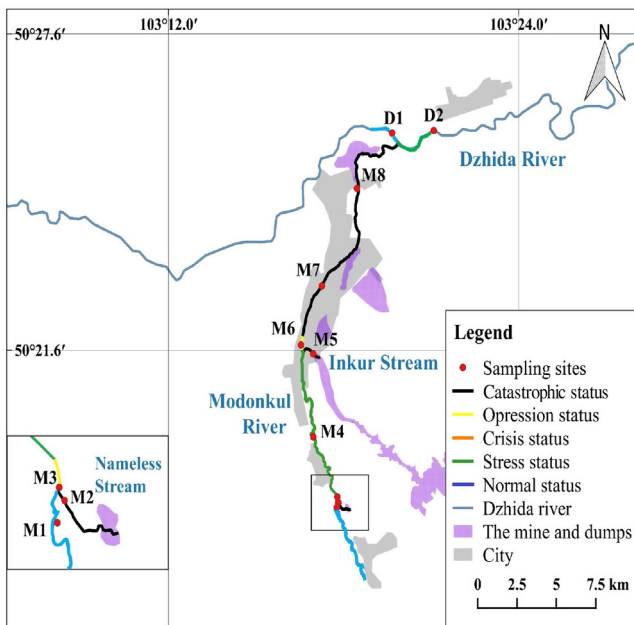 103°12.0′ 103°24.0′
50°27.6′
D1 D2
Dzhida River
M8
M7
M6
M5
50°21.6′
Inkur Stream
Modonkul
River
M4
Nameless
Stream
M3
M2
M1
Legend
Sampling sites
Catastrophic status
Opression status
Crisis status
Stress status
Normal status
Dzhida river
The mine and dumps
City
0 2.5 5 7.5 km
N